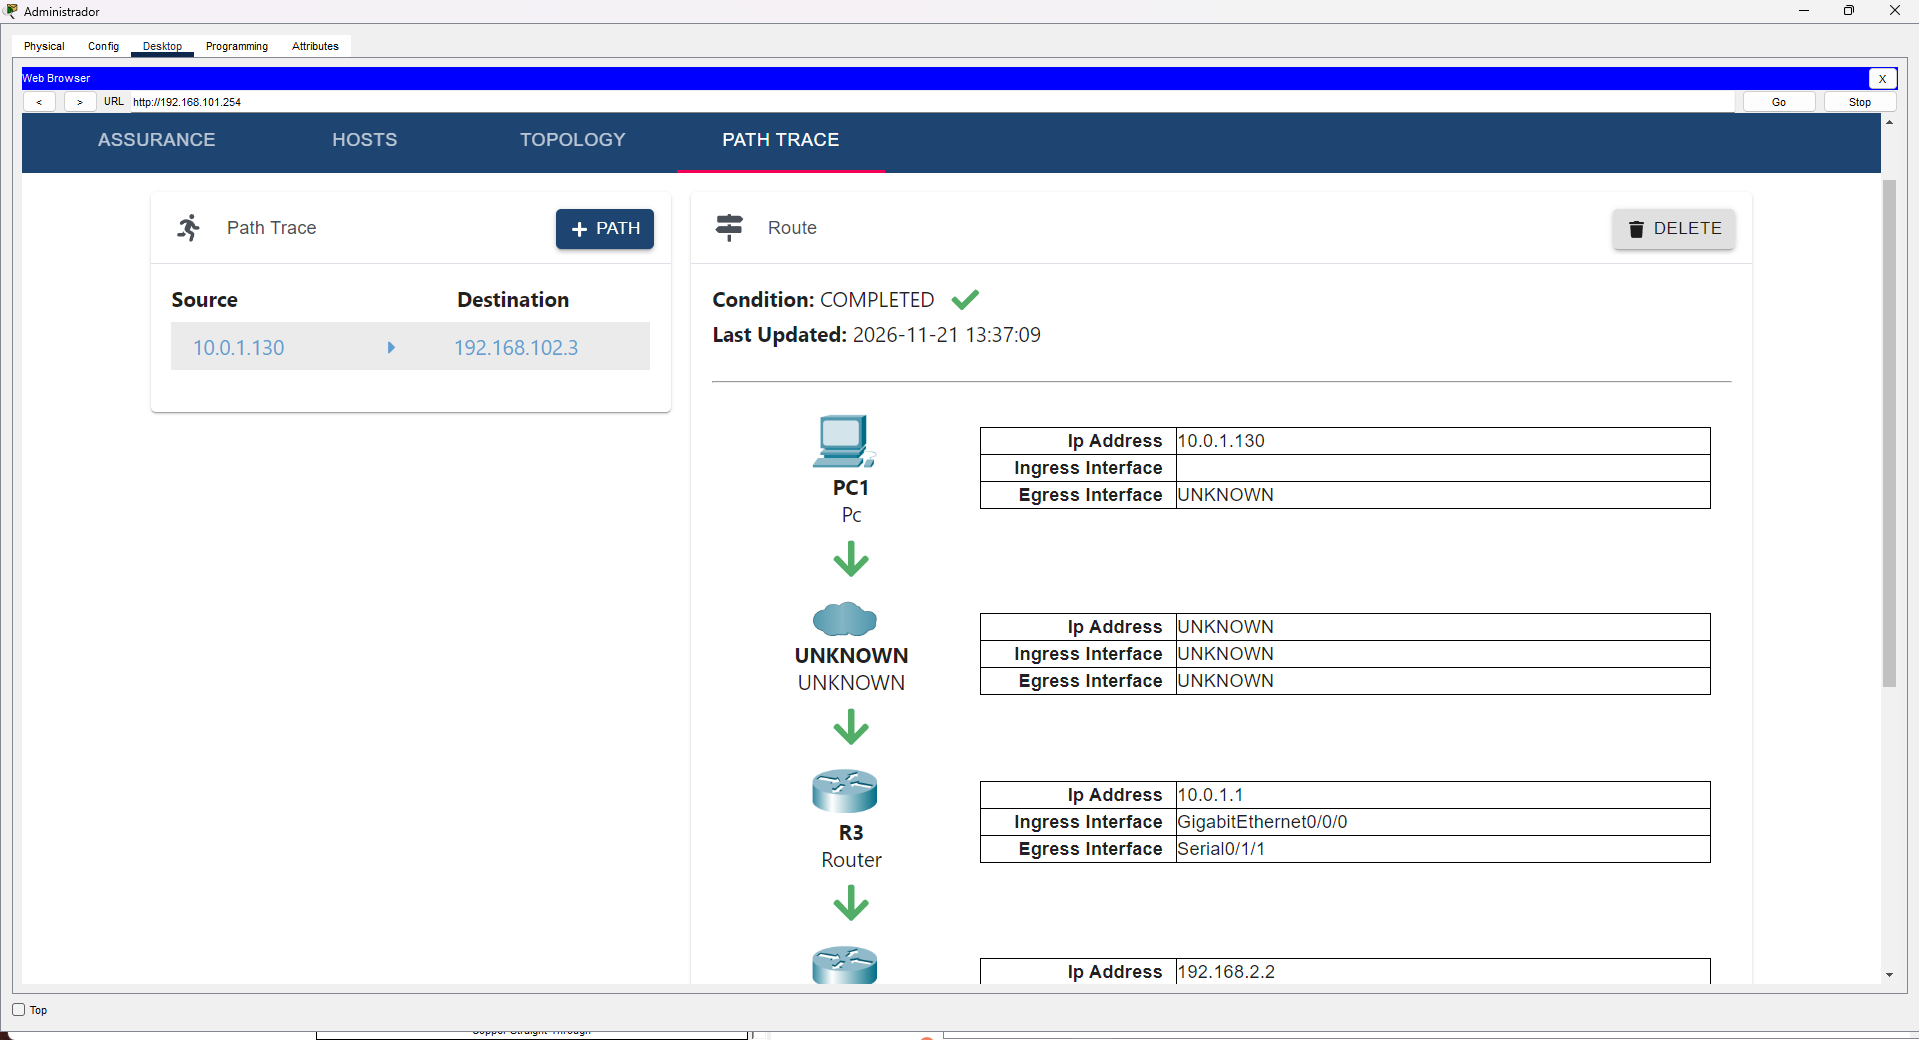 Administrador
Physical Config Desktop Programming Attributes
Web Browser X
< > URL http://192.168.101.254 Go Stop
ASSURANCE HOSTS TOPOLOGY PATH TRACE
Path Trace + PATH
Source Destination
10.0.1.130 192.168.102.3
Route DELETE
Condition: COMPLETED
Last Updated: 2026-11-21 13:37:09
PC1
Pc
Ip Address 10.0.1.130
Ingress Interface
Egress Interface UNKNOWN
UNKNOWN
UNKNOWN
Ip Address UNKNOWN
Ingress Interface UNKNOWN
Egress Interface UNKNOWN
R3
Router
Ip Address 10.0.1.1
Ingress Interface GigabitEthernet0/0/0
Egress Interface Serial0/1/1
Ip Address 192.168.2.2
Top
Copper Straight-Through